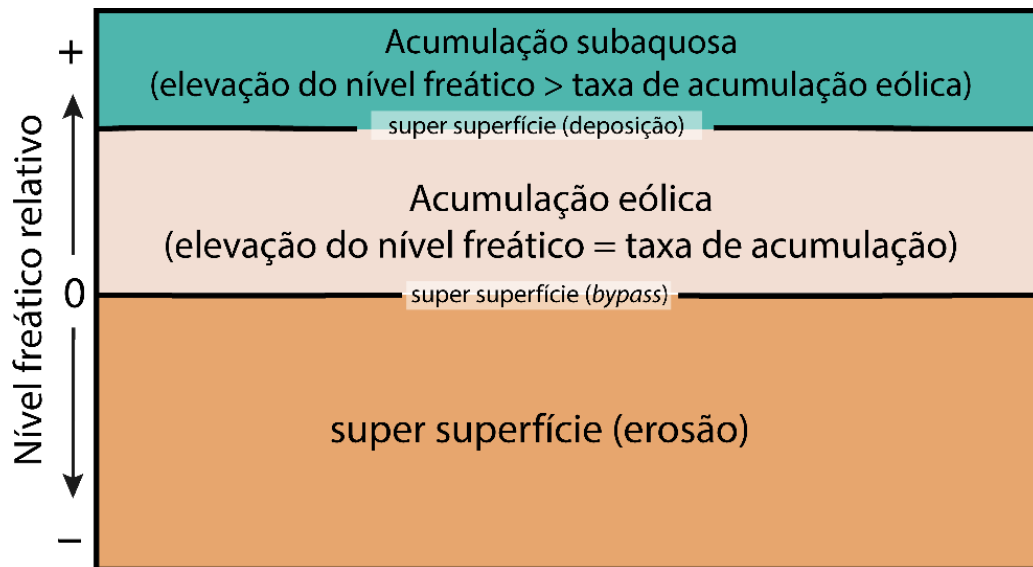 +
Acumulação subaquosa
(elevação do nível freático > taxa de acumulação eólica)
super superfície (deposição)
Nível freático relativo
Acumulação eólica
(elevação do nível freático = taxa de acumulação)
0
super superfície (bypass)
super superfície (erosão)
–